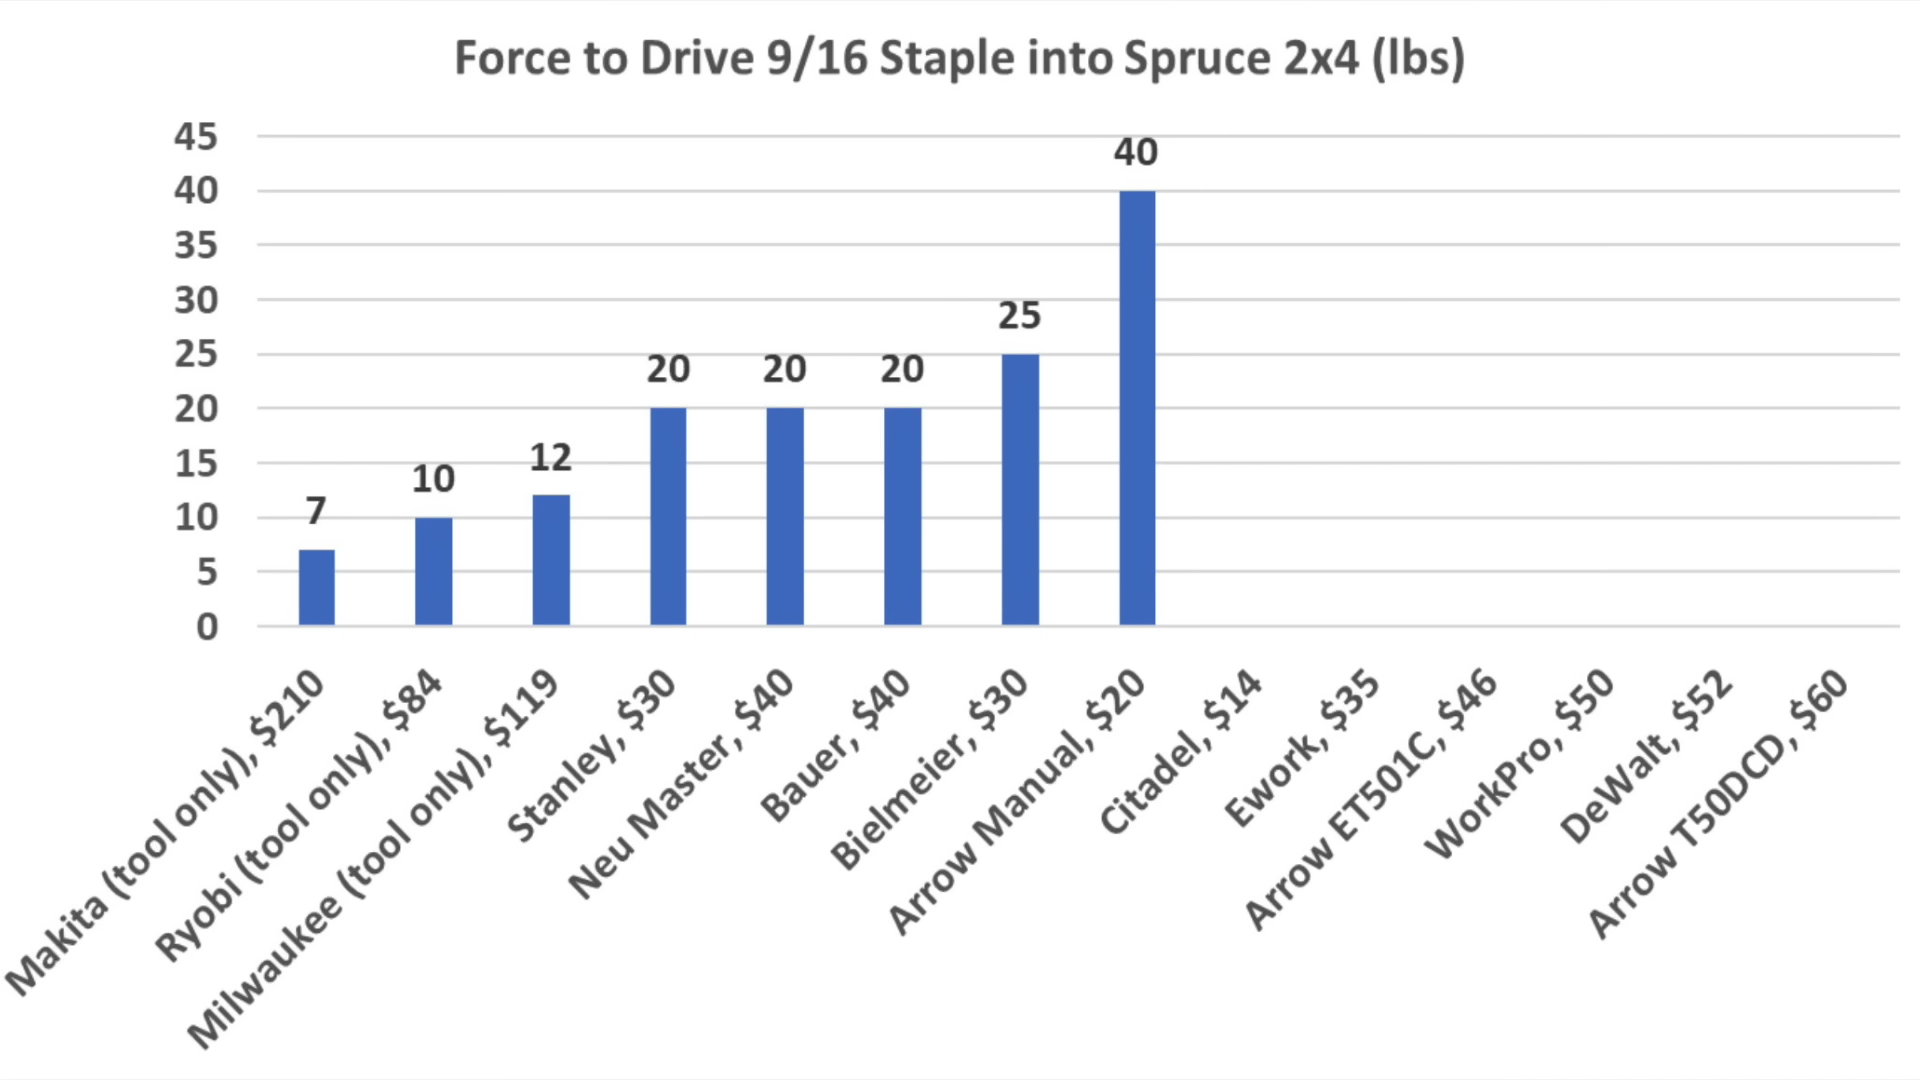 Force to Drive 9/16 Staple into Spruce 2x4 (lbs)
45
40
35
30
25
20
15
10
5
0
7
10
12
20
20
20
25
40
Makita (tool only), $210
Ryobi (tool only), $84
Milwaukee (tool only), $119
Stanley, $30
Neu Master, $40
Bauer, $40
Bielmeier, $30
Arrow Manual, $20
Citadel, $14
Ework, $35
Arrow ET501C, $46
WorkPro, $50
DeWalt, $52
Arrow T50DCD, $60